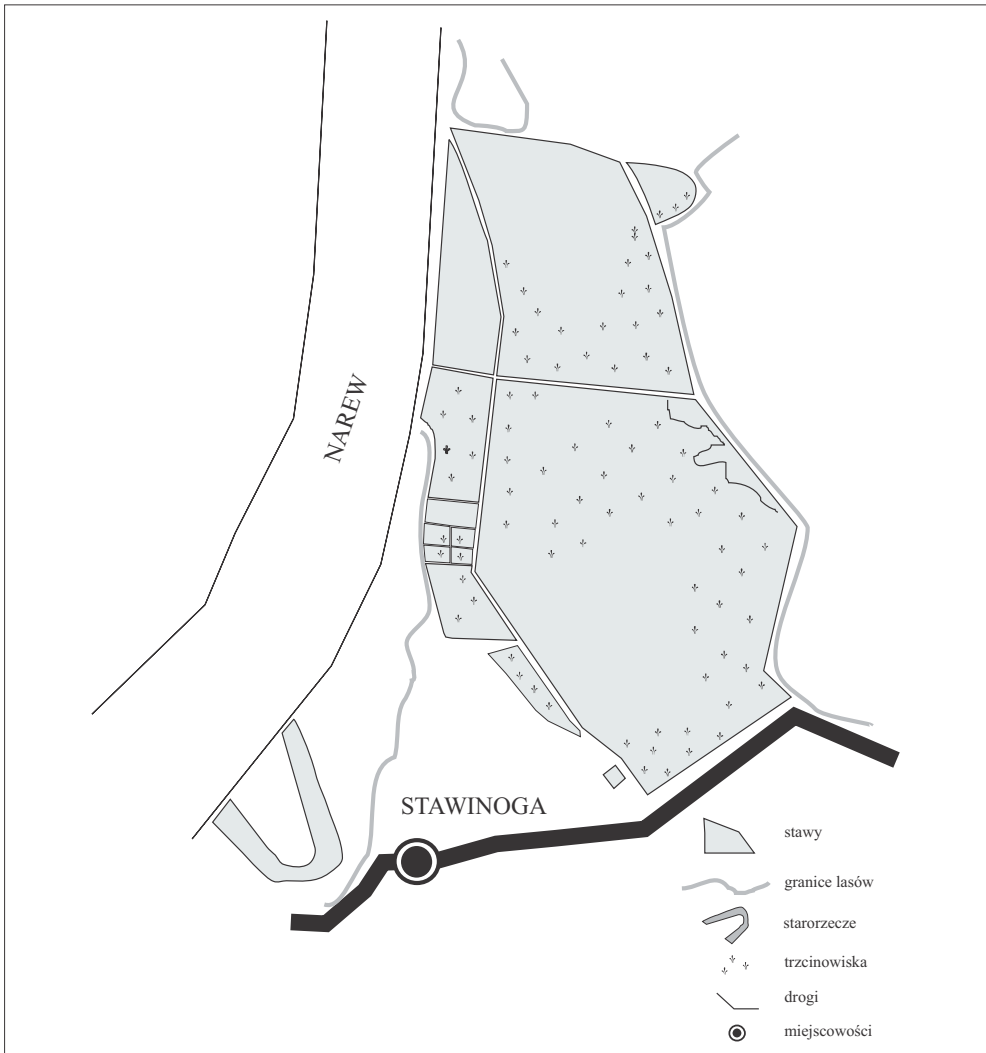 NAREW
STAWINOGA
stawy
granice lasów
starorzecze
trzcinowiska
drogi
miejscowości